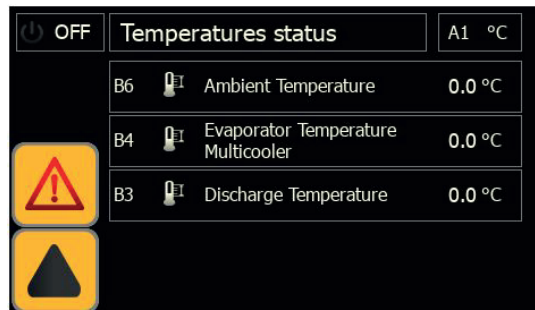 OFF Temperatures status A1 °C
B6 Ambient Temperature 0.0 °C
B4 Evaporator Temperature Multicooler 0.0 °C
B3 Discharge Temperature 0.0 °C